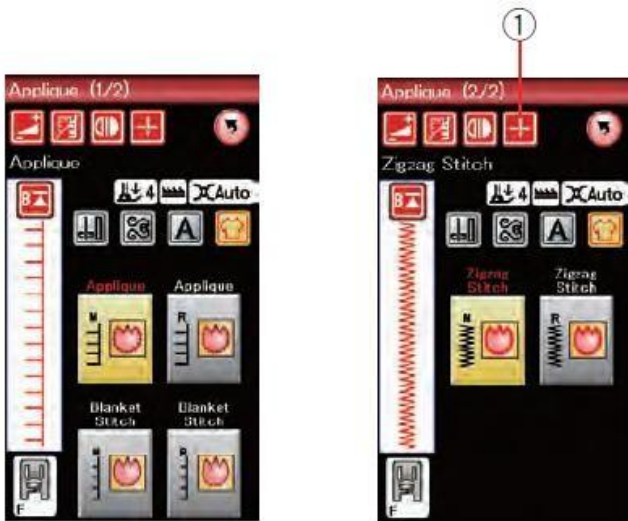 1
Applique (1/2)
Applique
B
4
Auto
A
Applique
Applique
M
R
Blanket
Stitch
Blanket
Stitch
M
R
F
Applique (2/2)
Zigzag Stitch
B
4
Auto
A
Zigzag
Stitch
Zigzag
Stitch
M
R
F